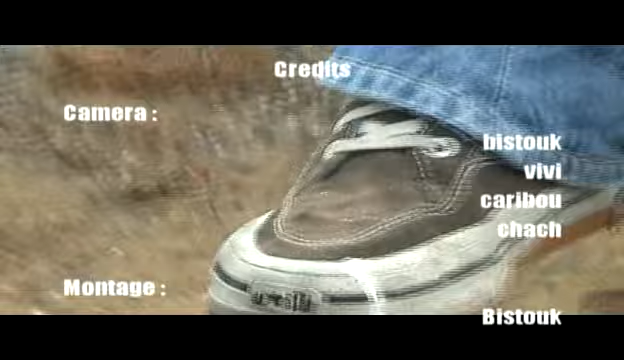 Credits
Camera :
bistouk
vivi
caribou
chach
Montage :
Bistouk